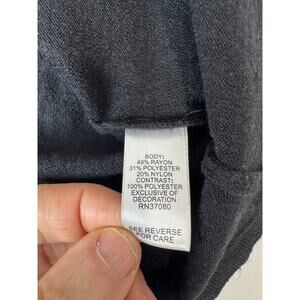 BODY:
49% RAYON
31% POLYESTER
20% NYLON
CONTRAST:
100% POLYESTER
EXCLUSIVE OF
DECORATION
RN37080
SEE REVERSE
FOR CARE